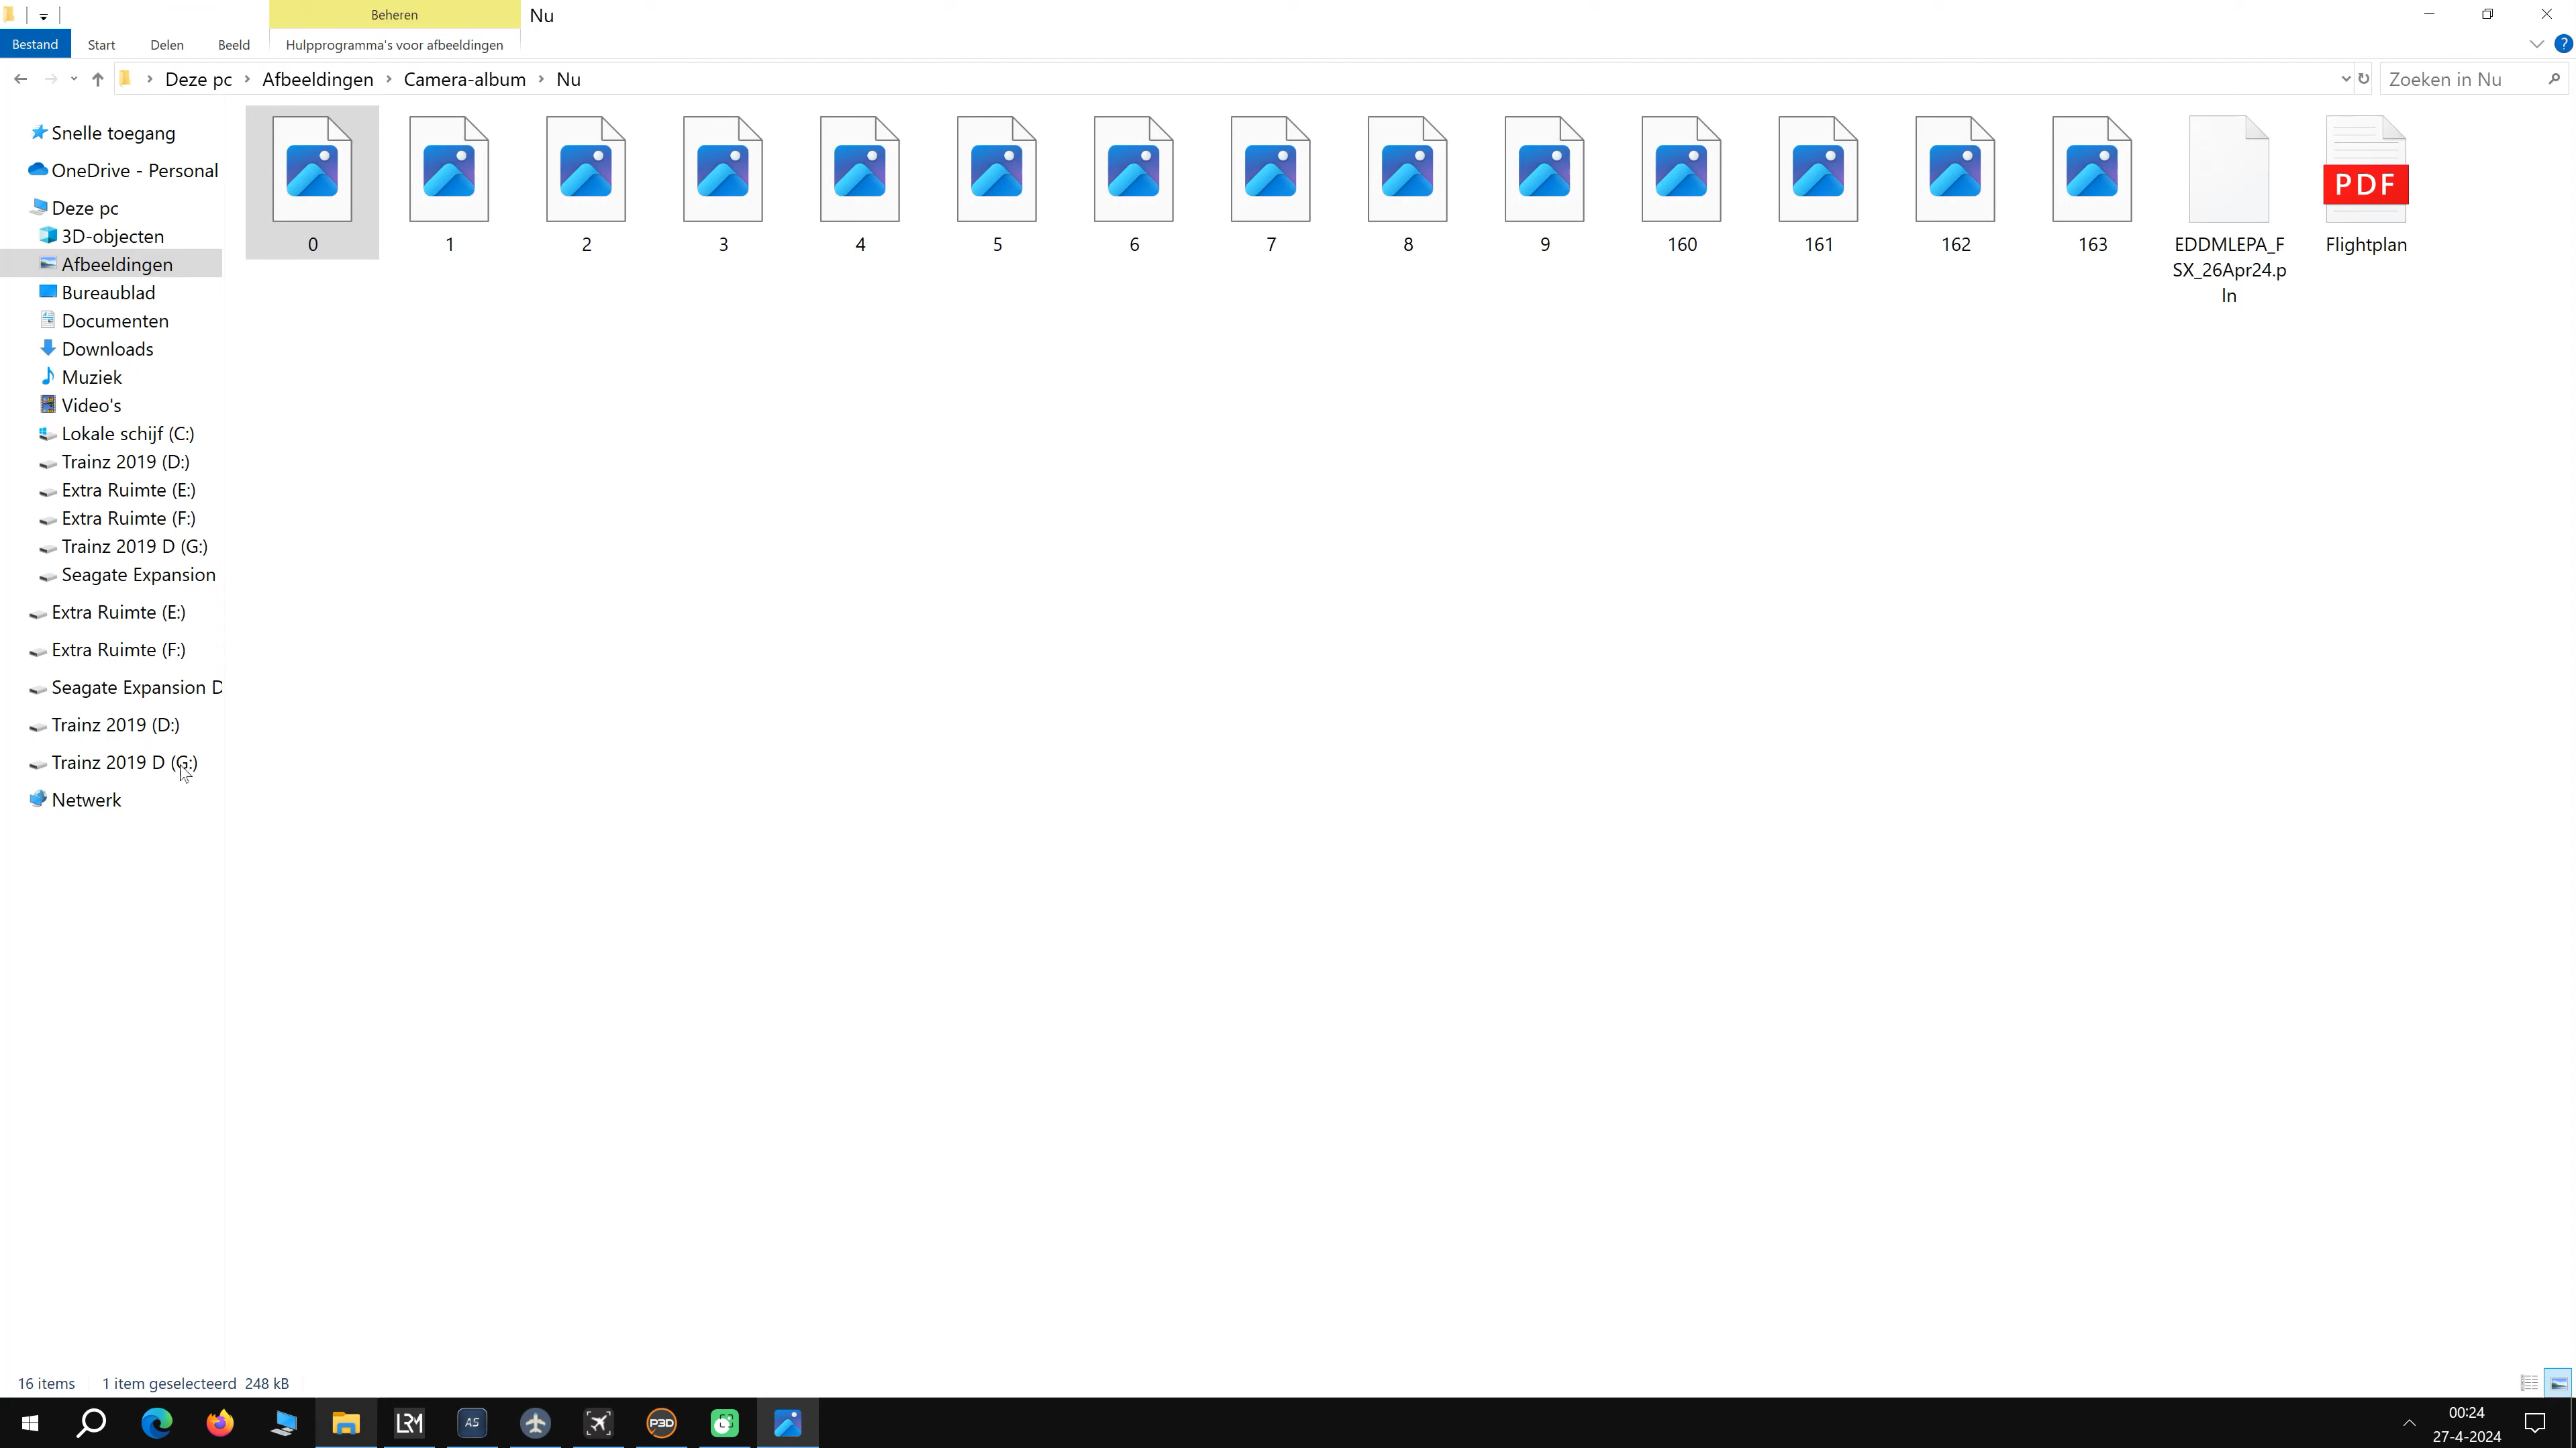 Beheren
Nu
Bestand
Start
Delen
Beeld
Hulpprogramma's voor afbeeldingen
?
Deze pc
Afbeeldingen
Camera-album
Nu
Zoeken in Nu
Snelle toegang
OneDrive - Personal
Deze pc
3D-objecten
Afbeeldingen
Bureaublad
Documenten
Downloads
Muziek
Video's
Lokale schijf (C:)
Trainz 2019 (D:)
Extra Ruimte (E:)
Extra Ruimte (F:)
Trainz 2019 D (G:)
Seagate Expansion
Extra Ruimte (E:)
Extra Ruimte (F:)
Seagate Expansion D
Trainz 2019 (D:)
Trainz 2019 D (G:)
Netwerk
0
1
2
3
4
5
6
7
8
9
160
161
162
163
EDDMLEPA_F
SX_26Apr24.p
ln
PDF
Flightplan
16 items
1 item geselecteerd 248 kB
LRM
AS
P3D
00:24
27-4-2024